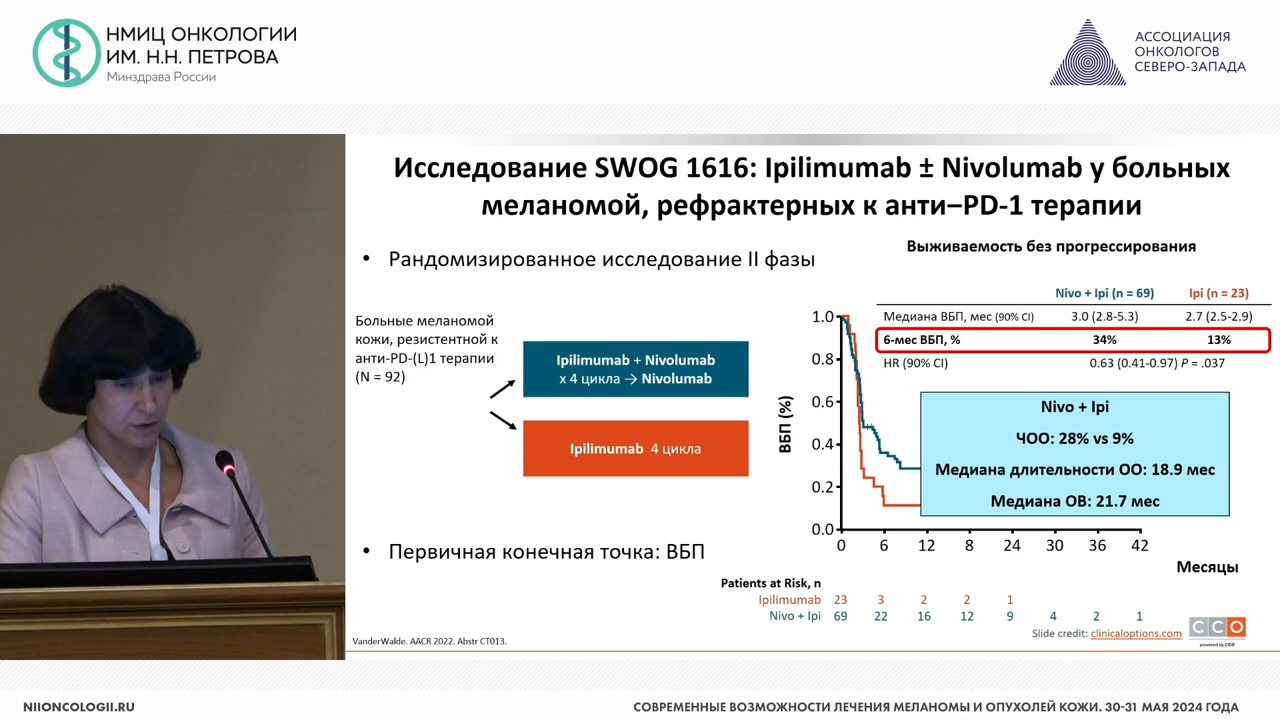 НМИЦ ОНКОЛОГИИ
ИМ. Н.Н. ПЕТРОВА
Минздрава России
АССОЦИАЦИЯ
ОНКОЛОГОВ
СЕВЕРО-ЗАПАДА
Исследование SWOG 1616: Ipilimumab ± Nivolumab у больных
меланомой, рефрактерных к анти–PD-1 терапии
• Рандомизированное исследование II фазы
Больные меланомой
кожи, резистентной к
анти-PD-(L)1 терапии
(N = 92)
Ipilimumab + Nivolumab
x 4 цикла → Nivolumab
Ipilimumab 4 цикла
• Первичная конечная точка: ВБП
Выживаемость без прогрессирования
Nivo + Ipi (n = 69) Ipi (n = 23)
Медиана ВБП, мес (90% CI) 3.0 (2.8-5.3) 2.7 (2.5-2.9)
6-мес ВБП, % 34% 13%
HR (90% CI) 0.63 (0.41-0.97) P = .037
ВБП (%)
1.0
0.8
0.6
0.4
0.2
0.0
Nivo + Ipi
ЧОО: 28% vs 9%
Медиана длительности ОО: 18.9 мес
Медиана ОВ: 21.7 мес
0 6 12 8 24 30 36 42
Месяцы
Patients at Risk, n
Ipilimumab 23 3 2 2 1
Nivo + Ipi 69 22 16 12 9 4 2 1
VanderWalde. AACR 2022. Abstr CT013.
Slide credit: clinicaloptions.com
CCO
powered by cea
NIIONCOLOGII.RU
СОВРЕМЕННЫЕ ВОЗМОЖНОСТИ ЛЕЧЕНИЯ МЕЛАНОМЫ И ОПУХОЛЕЙ КОЖИ. 30-31 МАЯ 2024 ГОДА